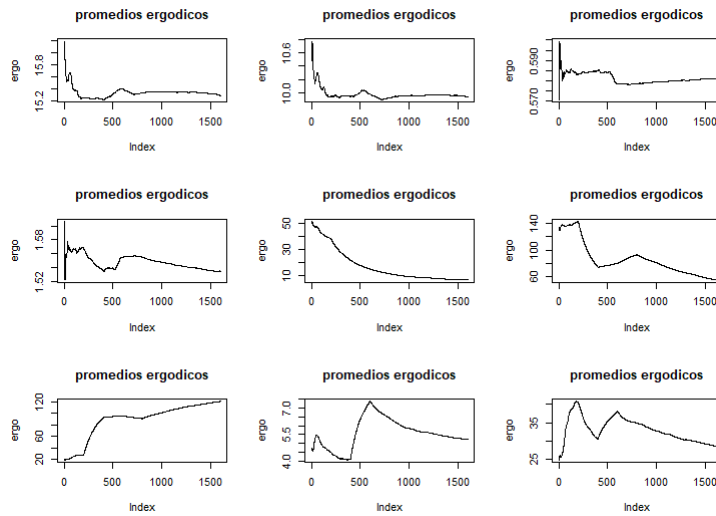 promedios ergodicos
ergo
15.2 15.8
0 500 1000 1500
Index
promedios ergodicos
ergo
10.0 10.6
0 500 1000 1500
Index
promedios ergodicos
ergo
0.570 0.590
0 500 1000 1500
Index
promedios ergodicos
ergo
1.52 1.58
0 500 1000 1500
Index
promedios ergodicos
ergo
10 30 50
0 500 1000 1500
Index
promedios ergodicos
ergo
60 100 140
0 500 1000 1500
Index
promedios ergodicos
ergo
20 60 120
0 500 1000 1500
Index
promedios ergodicos
ergo
4.0 5.5 7.0
0 500 1000 1500
Index
promedios ergodicos
ergo
25 35
0 500 1000 1500
Index